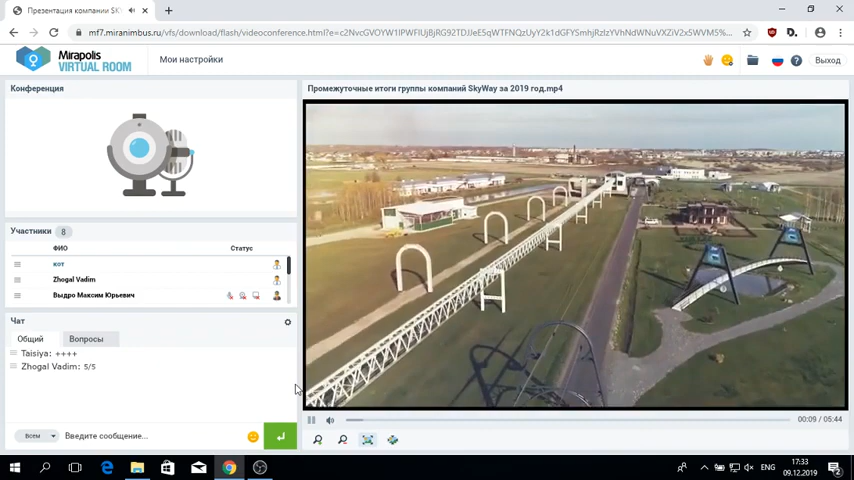 Презентация компании SK
mf7.miranimbus.ru/vfs/download/flash/videoconference.html?
Mirapolis
VIRTUAL ROOM
Мои настройки
Выход
Конференция
Промежуточные итоги группы компаний SkyWay за 2019 год.mp4
Участники 8
ФИО Статус
кот
Zhogal Vadim
Выдро Максим Юрьевич
Чат
Общий Вопросы
Taisiya: ++++
Zhogal Vadim: 5/5
00:09 / 05:44
Всем Введите сообщение...
ENG
17:33
09.12.2019
2